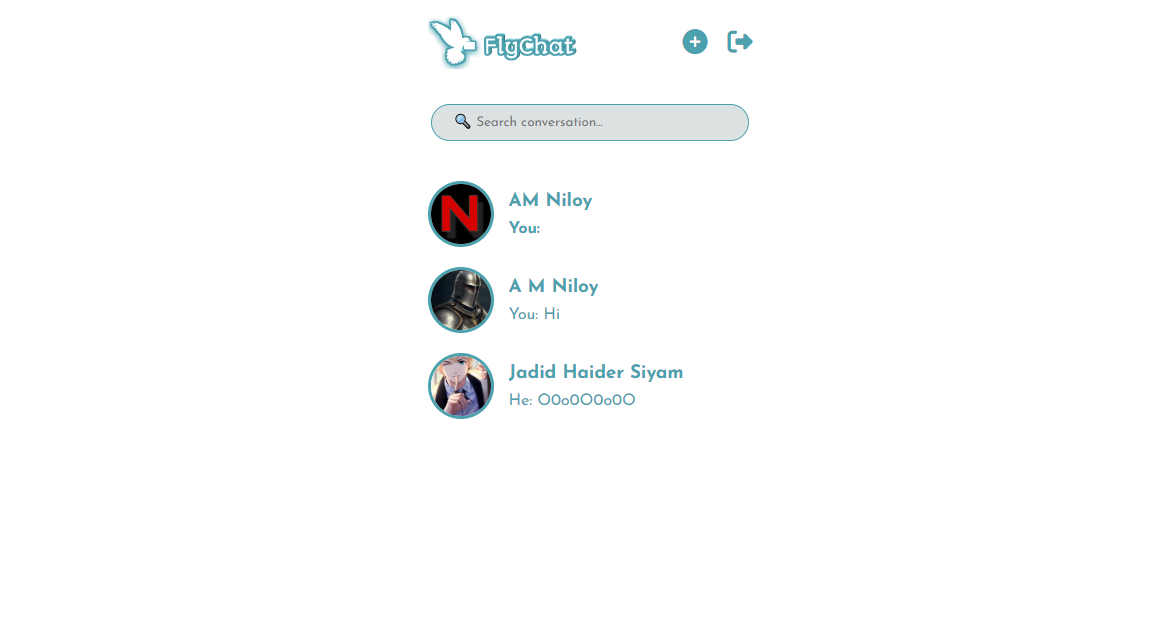 FlyChat
🔍 Search conversation...
N
AM Niloy
You:
A M Niloy
You: Hi
Jadid Haider Siyam
He: O0o0O0o0O